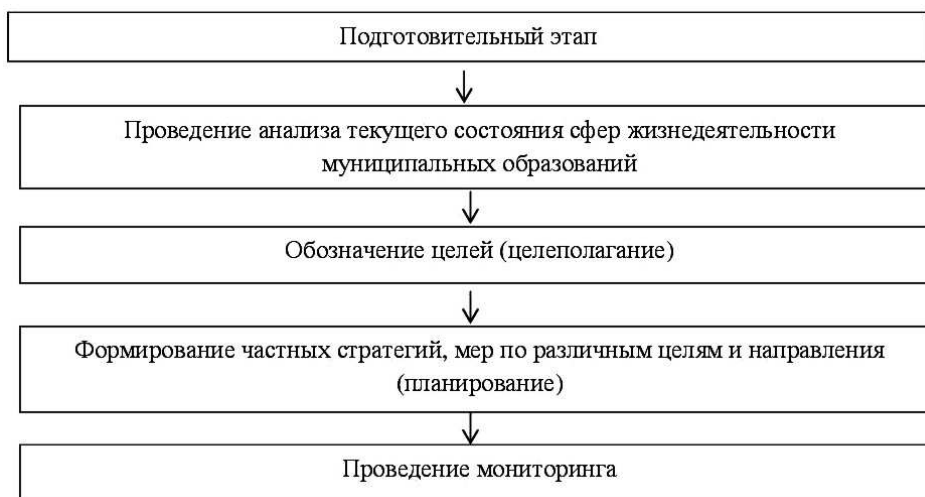 Подготовительный этап
Проведение анализа текущего состояния сфер жизнедеятельности
муниципальных образований
Обозначение целей (целеполагание)
Формирование частных стратегий, мер по различным целям и направления
(планирование)
Проведение мониторинга